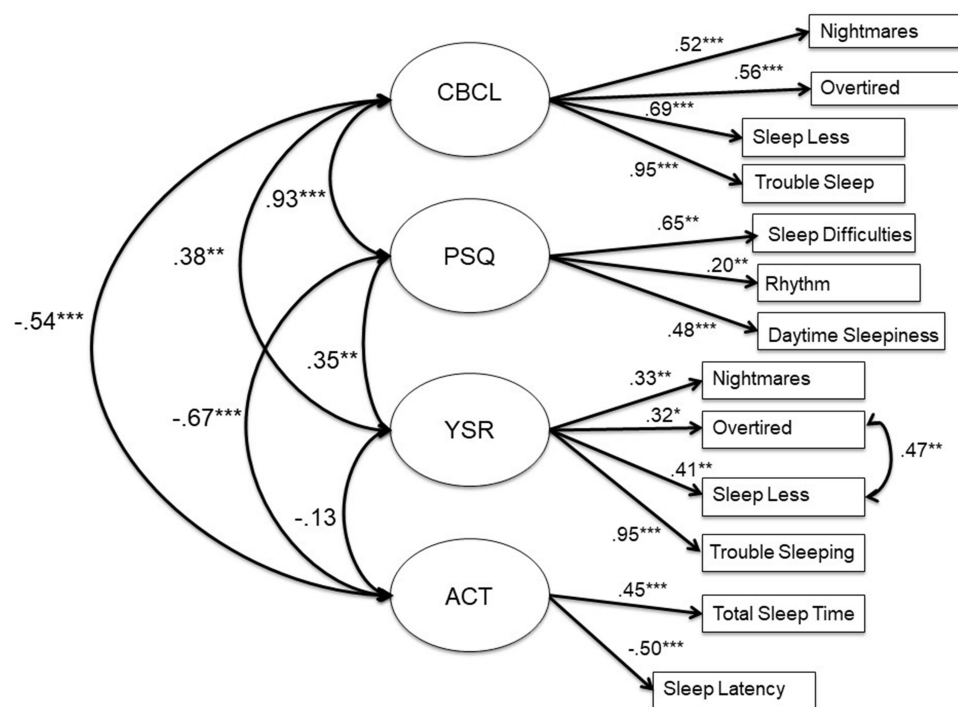 CBCL
.52***
Nightmares
.56***
Overtired
.69***
Sleep Less
.95***
Trouble Sleep
.93***
.38**
-.54***
PSQ
.65**
Sleep Difficulties
.20**
Rhythm
.48***
Daytime Sleepiness
.35**
-.67***
YSR
.33**
Nightmares
.32*
Overtired
.47**
.41**
Sleep Less
.95***
Trouble Sleeping
-.13
ACT
.45***
Total Sleep Time
-.50***
Sleep Latency